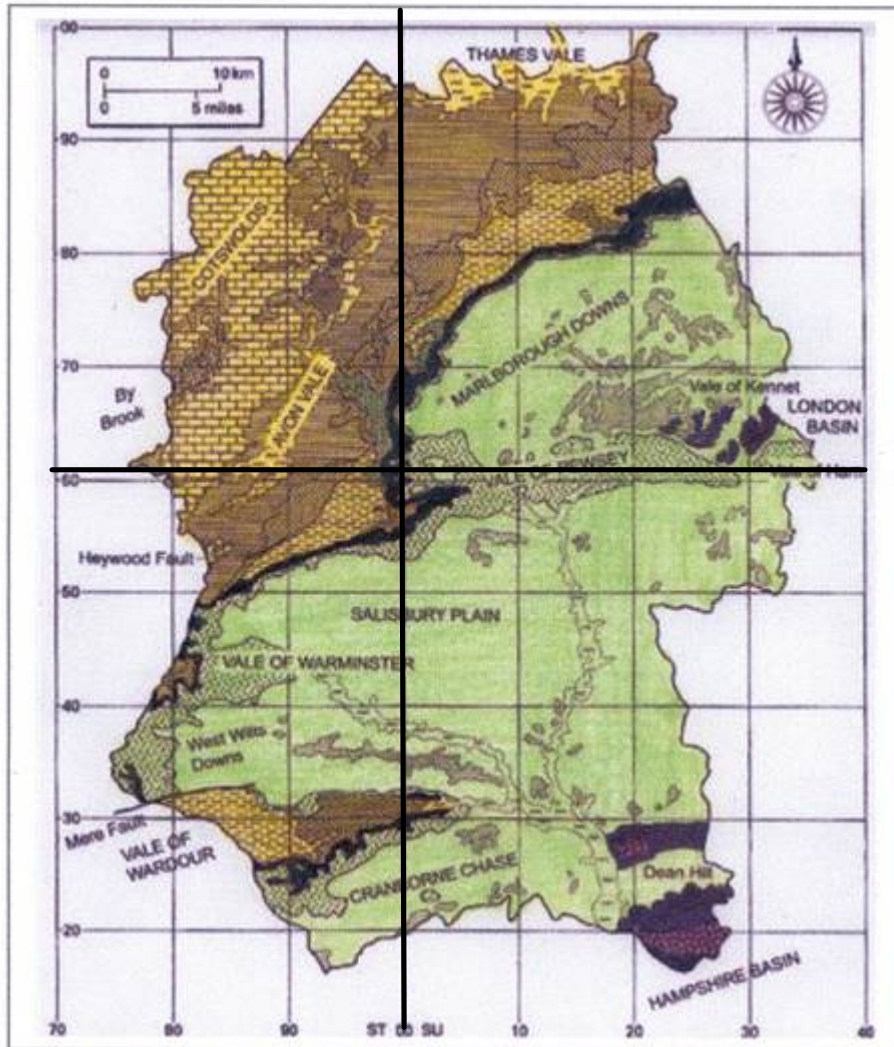 00
THAMES VALE
0 10 km
0 5 miles
90
COTSWOLDS
80
MARLBOROUGH DOWNS
70
Vale of Kennet
By
Brook
LONDON
BASIN
AVON VALE
VALE OF PEWSEY
60
Vale of Ham
Heywood Fault
50
SALISBURY PLAIN
VALE OF WARMINSTER
40
West Wilts
Downs
30
Mere Fault
VALE OF
WARDOUR
Dean Hill
CRANBORNE CHASE
20
HAMPSHIRE BASIN
70 80 90 ST 00 SU 10 20 30 40